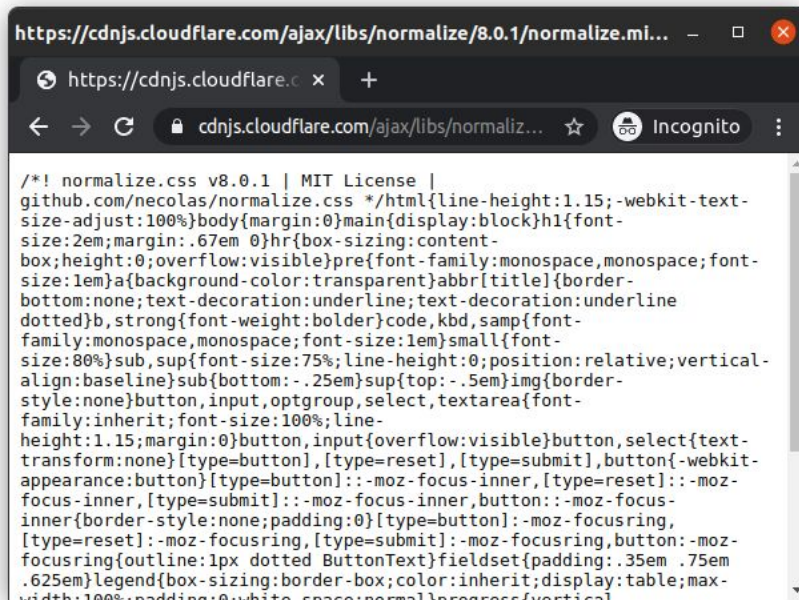 https://cdnjs.cloudflare.com/ajax/libs/normalize/8.0.1/normalize.mi...
https://cdnjs.cloudflare.c
cdnjs.cloudflare.com/ajax/libs/normaliz... Incognito
/*! normalize.css v8.0.1 | MIT License |
github.com/necolas/normalize.css */html{line-height:1.15;-webkit-text-
size-adjust:100%}body{margin:0}main{display:block}h1{font-
size:2em;margin:.67em 0}hr{box-sizing:content-
box;height:0;overflow:visible}pre{font-family:monospace,monospace;font-
size:1em}a{background-color:transparent}abbr[title]{border-
bottom:none;text-decoration:underline;text-decoration:underline
dotted}b,strong{font-weight:bolder}code,kbd,samp{font-
family:monospace,monospace;font-size:1em}small{font-
size:80%}sub,sup{font-size:75%;line-height:0;position:relative;vertical-
align:baseline}sub{bottom:-.25em}sup{top:-.5em}img{border-
style:none}button,input,optgroup,select,textarea{font-
family:inherit;font-size:100%;line-
height:1.15;margin:0}button,input{overflow:visible}button,select{text-
transform:none}[type=button],[type=reset],[type=submit],button{-webkit-
appearance:button}[type=button]::-moz-focus-inner,[type=reset]::-moz-
focus-inner,[type=submit]::-moz-focus-inner,button::-moz-focus-
inner{border-style:none;padding:0}[type=button]:-moz-focusring,
[type=reset]:-moz-focusring,[type=submit]:-moz-focusring,button:-moz-
focusring{outline:1px dotted ButtonText}fieldset{padding:.35em .75em
.625em}legend{box-sizing:border-box;color:inherit;display:table;max-
width:100%;padding:0;white-space:normal}progress{vertical-